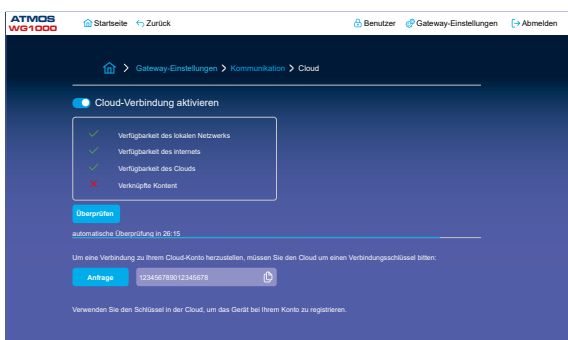 ATMOS
WG1000
Startseite Zurück Benutzer Gateway-Einstellungen Abmelden
Gateway-Einstellungen Kommunikation Cloud
Cloud-Verbindung aktivieren
Verfügbarkeit des lokalen Netzwerks
Verfügbarkeit des internets
Verfügbarkeit des Clouds
Verknüpfte Kontent
Überprüfen
automatische Überprüfung in 26:15
Um eine Verbindung zu Ihrem Cloud-Konto herzustellen, müssen Sie den Cloud um einen Verbindungsschlüssel bitten:
Anfrage 123456789012345678
Verwenden Sie den Schlüssel in der Cloud, um das Gerät bei Ihrem Konto zu registrieren.